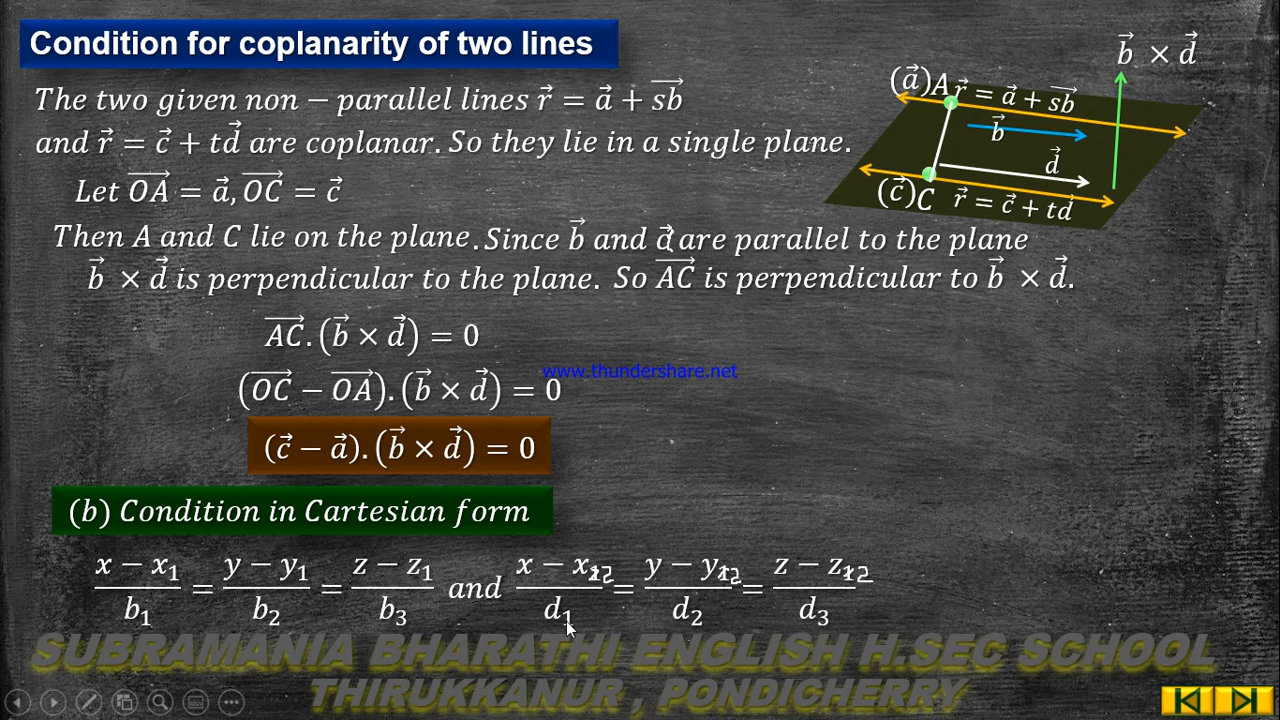 Condition for coplanarity of two lines
The two given non − parallel lines r⃗ = a⃗ + sb⃗
and r⃗ = c⃗ + td⃗ are coplanar. So they lie in a single plane.
Let OA⃗ = a⃗, OC⃗ = c⃗
Then A and C lie on the plane. Since b⃗ and d⃗ are parallel to the plane
b⃗ × d⃗ is perpendicular to the plane. So AC⃗ is perpendicular to b⃗ × d⃗.
AC⃗. (b⃗ × d⃗) = 0
(OC⃗ − OA⃗). (b⃗ × d⃗) = 0
www.thundershare.net
(c⃗ − a⃗). (b⃗ × d⃗) = 0
(b) Condition in Cartesian form
(x − x₁)/b₁ = (y − y₁)/b₂ = (z − z₁)/b₃ and (x − x₂)/d₁ = (y − y₂)/d₂ = (z − z₂)/d₃
b⃗ × d⃗
(a⃗)A r⃗ = a⃗ + sb⃗
b⃗
d⃗
(c⃗)C r⃗ = c⃗ + td⃗
SUBRAMANIA BHARATHI ENGLISH H.SEC SCHOOL
THIRUKKANUR , PONDICHERRY